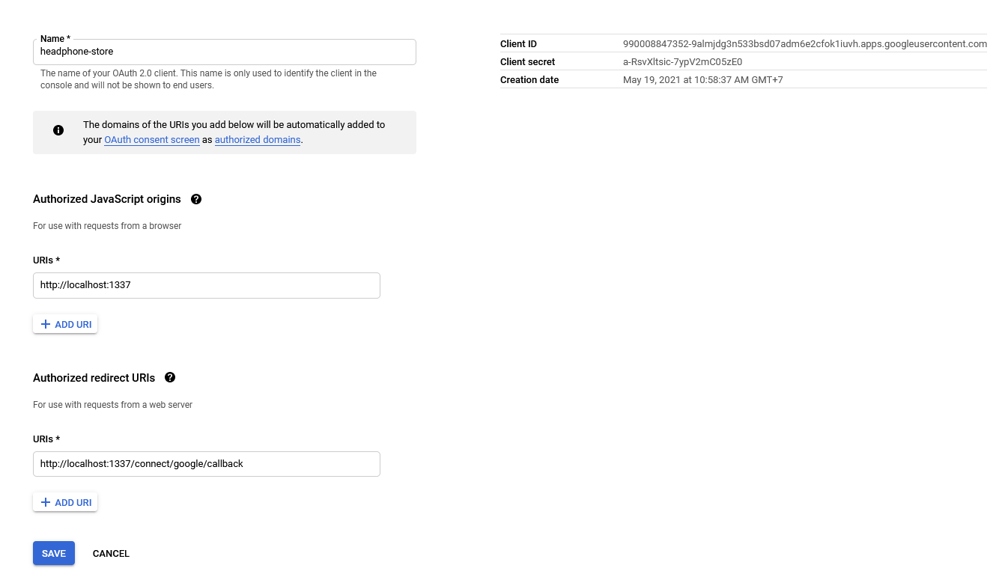 Name *
headphone-store
The name of your OAuth 2.0 client. This name is only used to identify the client in the
console and will not be shown to end users.
The domains of the URIs you add below will be automatically added to
your OAuth consent screen as authorized domains.
Authorized JavaScript origins
For use with requests from a browser
URIs *
http://localhost:1337
ADD URI
Authorized redirect URIs
For use with requests from a web server
URIs *
http://localhost:1337/connect/google/callback
ADD URI
SAVE CANCEL
Client ID 990008847352-9almjdg3n533bsd07adm6e2cfok1iuvh.apps.googleusercontent.com
Client secret a-RsvXltsic-7ypV2mC05zE0
Creation date May 19, 2021 at 10:58:37 AM GMT+7